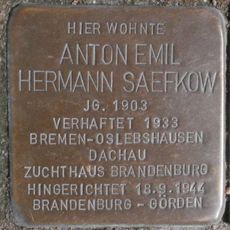 HIER WOHNTE
ANTON EMIL
HERMANN SAEFKOW
JG. 1903
VERHAFTET 1933
BREMEN-OSLEBSHAUSEN
DACHAU
ZUCHTHAUS BRANDENBURG
HINGERICHTET 18.9.1944
BRANDENBURG - GÖRDEN